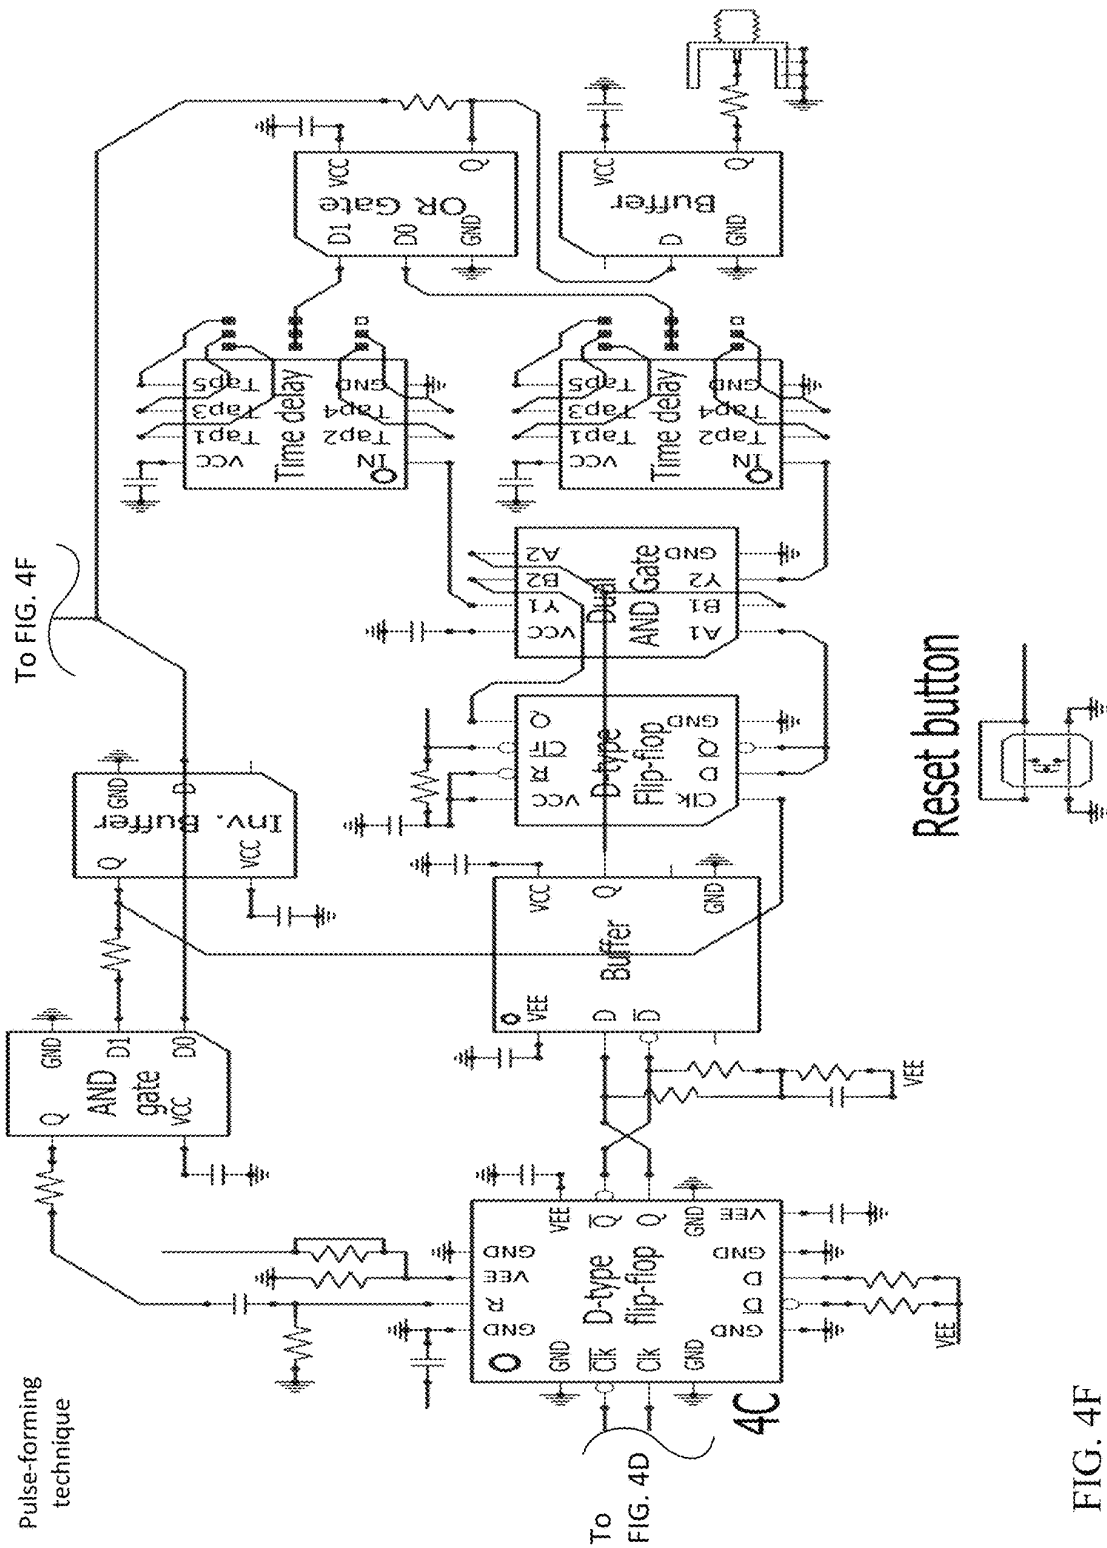 Pulse-forming
technique
To
FIG. 4D
4C
GND
R
VEE
GND
GND
C̅l̅k̅
Clk
GND
D-type
flip-flop
VEE
Q̅
Q
GND
GND
D̅
D
GND
VEE
VEE
Q
VCC
AND
gate
GND
D1
D0
VEE
VEE
D
D̅
Buffer
VCC
Q
GND
Q
VCC
Inv. Buffer
GND
D
VCC
R̅
C̅l̅r̅
Q
D-type
Flip-flop
Clk
D
Q̅
GND
To FIG. 4F
VCC
Y1
B2
A2
Dual
AND Gate
A1
B1
Y2
GND
VCC
Tap1
Tap3
Tap5
Time delay
IN
Tap2
Tap4
GND
VCC
Tap1
Tap3
Tap5
Time delay
IN
Tap2
Tap4
GND
D1
D0
GND
OR Gate
VCC
Q
D
GND
Buffer
VCC
Q
Reset button
FIG. 4F